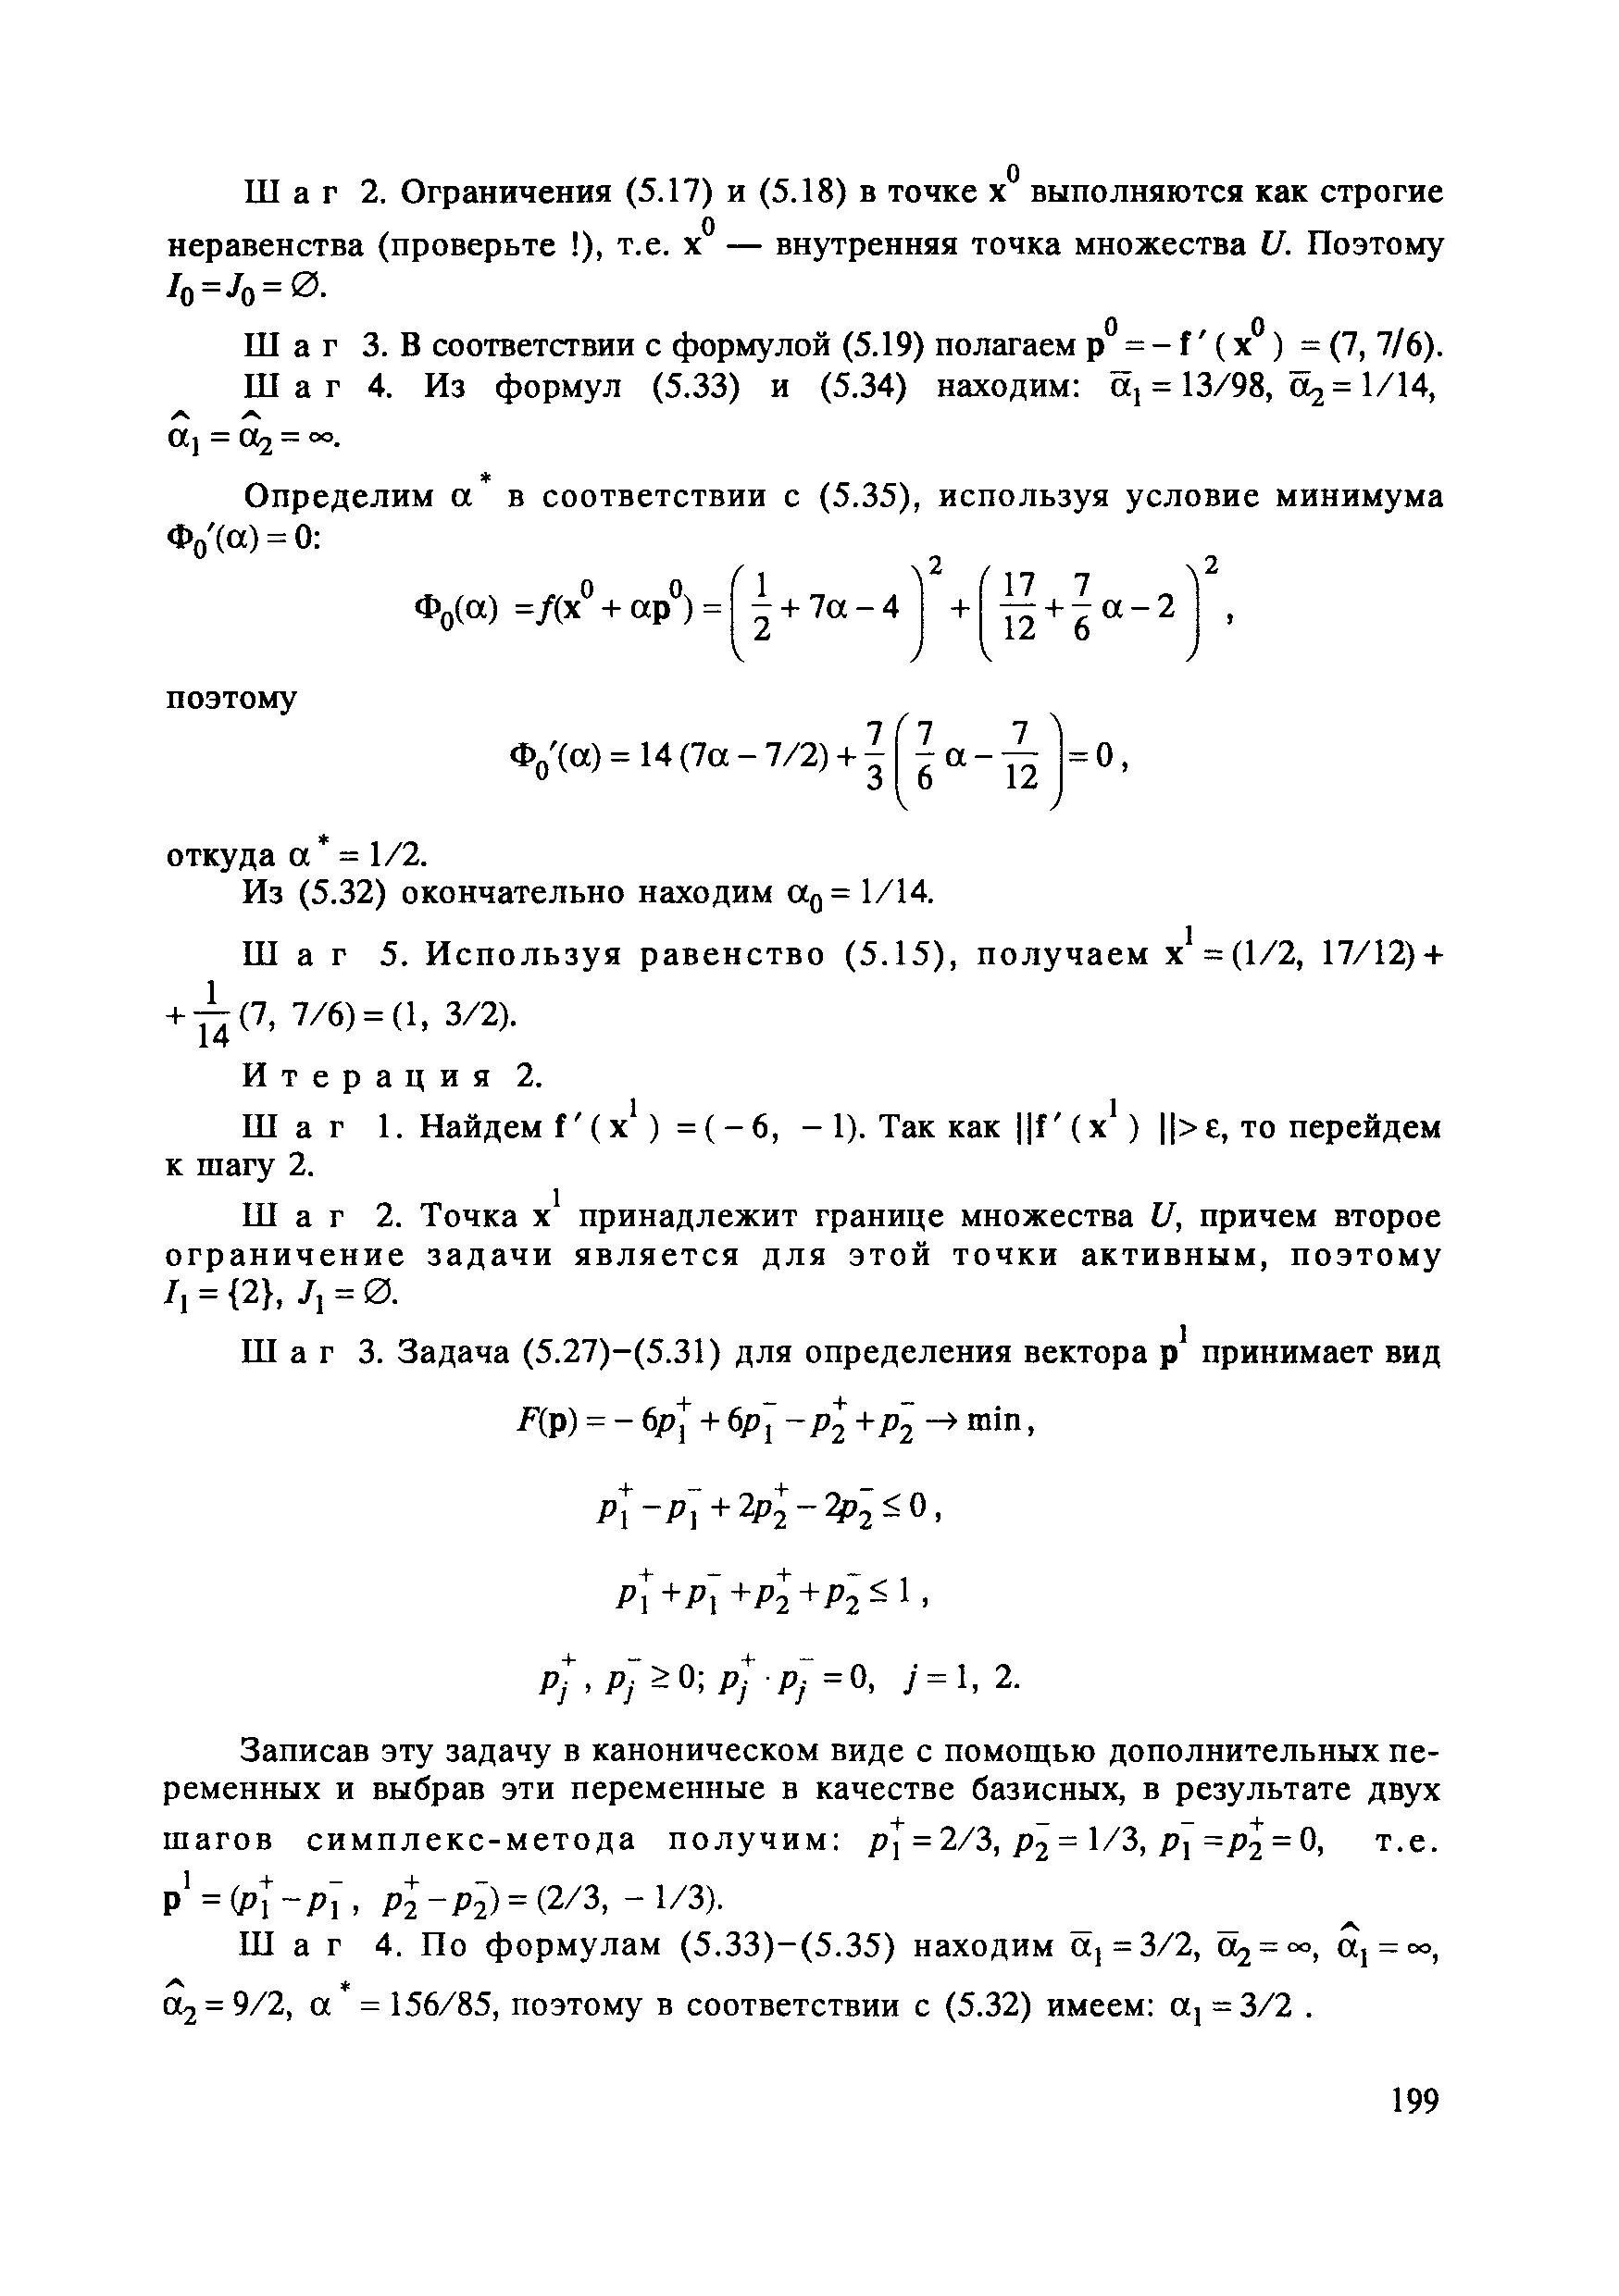 Ш а г 2. Ограничения (5.17) и (5.18) в точке x⁰ выполняются как строгие
неравенства (проверьте !), т.е. x⁰ — внутренняя точка множества U. Поэтому
I₀ = J₀ = ∅.
Ш а г 3. В соответствии с формулой (5.19) полагаем p⁰ = − f ′ ( x⁰ ) = (7, 7/6).
Ш а г 4. Из формул (5.33) и (5.34) находим: α̅₁ = 13/98, α̅₂ = 1/14,
α̂₁ = α̂₂ = ∞.
Определим α* в соответствии с (5.35), используя условие минимума
Φ₀′(α) = 0:
Φ₀(α) = f(x⁰ + αp⁰) = (1/2 + 7α − 4)² + (17/12 + 7/6 α − 2)² ,
поэтому
Φ₀′(α) = 14 (7α − 7/2) + 7/3 (7/6 α − 7/12) = 0 ,
откуда α* = 1/2.
Из (5.32) окончательно находим α₀ = 1/14.
Ш а г 5. Используя равенство (5.15), получаем x¹ = (1/2, 17/12) +
+ 1/14 (7, 7/6) = (1, 3/2).
И т е р а ц и я 2.
Ш а г 1. Найдем f ′ ( x¹ ) = ( − 6, − 1). Так как ||f ′ ( x¹ ) || > ε, то перейдем
к шагу 2.
Ш а г 2. Точка x¹ принадлежит границе множества U, причем второе
ограничение задачи является для этой точки активным, поэтому
I₁ = {2}, J₁ = ∅.
Ш а г 3. Задача (5.27)−(5.31) для определения вектора p¹ принимает вид
F(p) = − 6p₁⁺ + 6p₁⁻ − p₂⁺ + p₂⁻ → min ,
p₁⁺ − p₁⁻ + 2p₂⁺ − 2p₂⁻ ≤ 0 ,
p₁⁺ + p₁⁻ + p₂⁺ + p₂⁻ ≤ 1 ,
pⱼ⁺ , pⱼ⁻ ≥ 0; pⱼ⁺ · pⱼ⁻ = 0, j = 1, 2.
Записав эту задачу в каноническом виде с помощью дополнительных пе-
ременных и выбрав эти переменные в качестве базисных, в результате двух
шагов симплекс-метода получим: p₁⁺ = 2/3, p₂⁻ = 1/3, p₁⁻ = p₂⁺ = 0, т.е.
p¹ = (p₁⁺ − p₁⁻ , p₂⁺ − p₂⁻) = (2/3, − 1/3).
Ш а г 4. По формулам (5.33)−(5.35) находим α̅₁ = 3/2, α̅₂ = ∞, α̂₁ = ∞,
α̂₂ = 9/2, α* = 156/85, поэтому в соответствии с (5.32) имеем: α₁ = 3/2 .
199